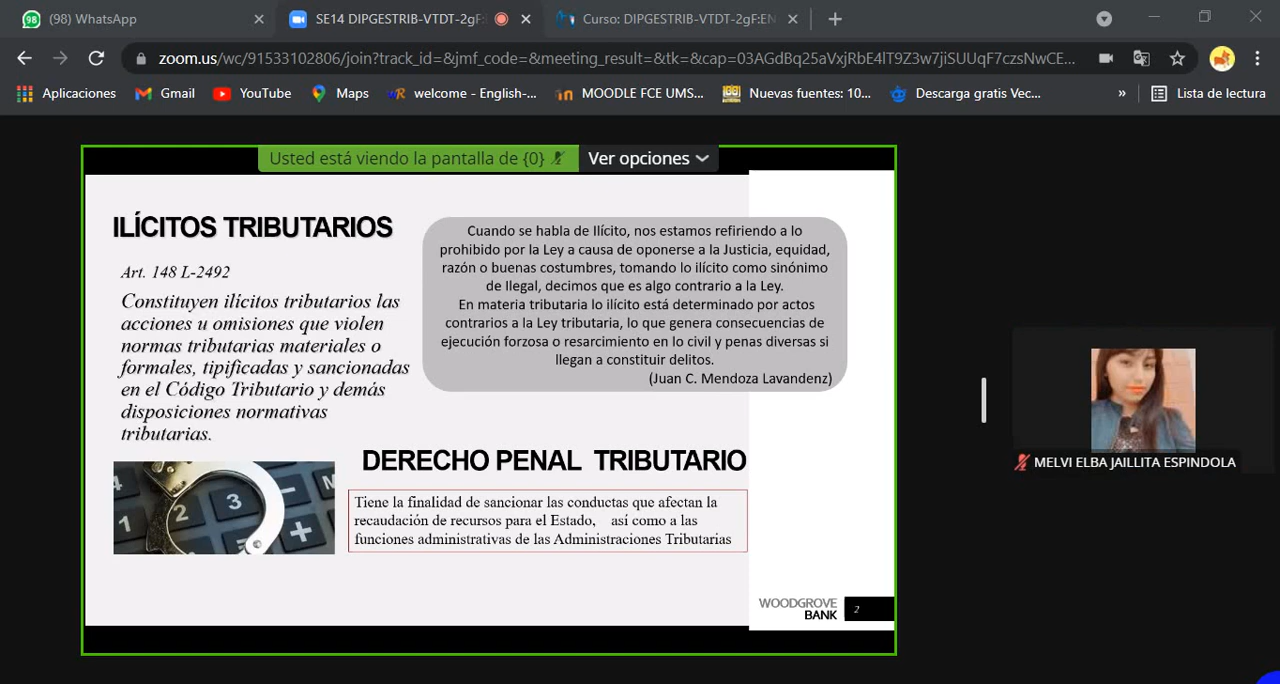 (98) WhatsApp
SE14 DIPGESTRIB-VTDT-2gF:
Curso: DIPGESTRIB-VTDT-2gF:EN
zoom.us/wc/91533102806/join?track_id=&jmf_code=&meeting_result=&tk=&cap=03AGdBq25aVxjRbE4lT9Z3w7jiSUUqF7czsNwCE...
Aplicaciones
Gmail
YouTube
Maps
welcome - English-...
MOODLE FCE UMS...
Nuevas fuentes: 10...
Descarga gratis Vec...
»
Lista de lectura
Usted está viendo la pantalla de {0}
Ver opciones
ILÍCITOS TRIBUTARIOS
Art. 148 L-2492
Constituyen ilícitos tributarios las
acciones u omisiones que violen
normas tributarias materiales o
formales, tipificadas y sancionadas
en el Código Tributario y demás
disposiciones normativas
tributarias.
Cuando se habla de Ilícito, nos estamos refiriendo a lo
prohibido por la Ley a causa de oponerse a la Justicia, equidad,
razón o buenas costumbres, tomando lo ilícito como sinónimo
de Ilegal, decimos que es algo contrario a la Ley.
En materia tributaria lo ilícito está determinado por actos
contrarios a la Ley tributaria, lo que genera consecuencias de
ejecución forzosa o resarcimiento en lo civil y penas diversas si
llegan a constituir delitos.
(Juan C. Mendoza Lavandenz)
DERECHO PENAL TRIBUTARIO
Tiene la finalidad de sancionar las conductas que afectan la
recaudación de recursos para el Estado, así como a las
funciones administrativas de las Administraciones Tributarias
4
M
1
2
3
+
WOODGROVE
BANK
2
MELVI ELBA JAILLITA ESPINDOLA